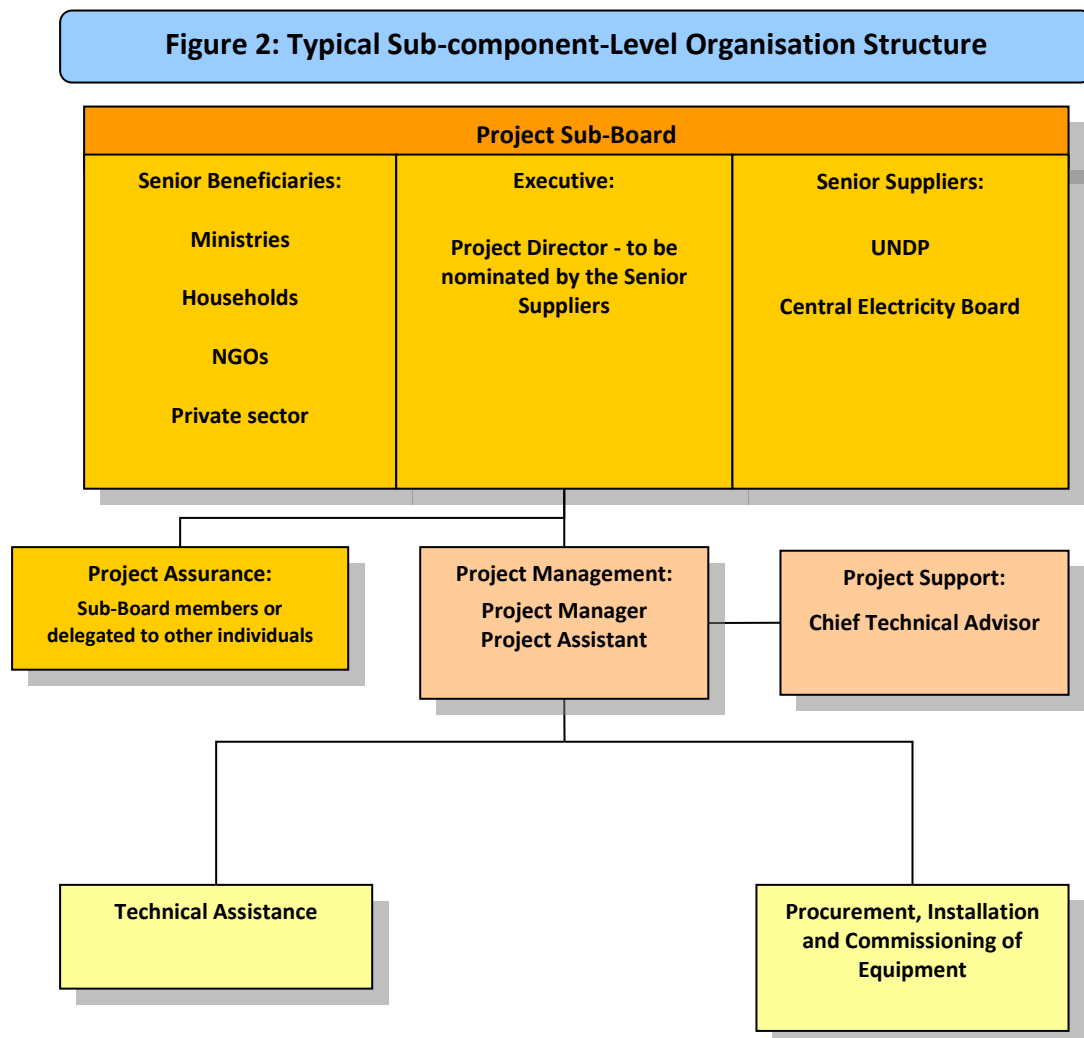 Figure 2: Typical Sub-component-Level Organisation Structure
Project Sub-Board
Senior Beneficiaries:
Ministries
Households
NGOs
Private sector
Executive:
Project Director - to be
nominated by the Senior
Suppliers
Senior Suppliers:
UNDP
Central Electricity Board
Project Assurance:
Sub-Board members or
delegated to other individuals
Project Management:
Project Manager
Project Assistant
Project Support:
Chief Technical Advisor
Technical Assistance
Procurement, Installation
and Commissioning of
Equipment